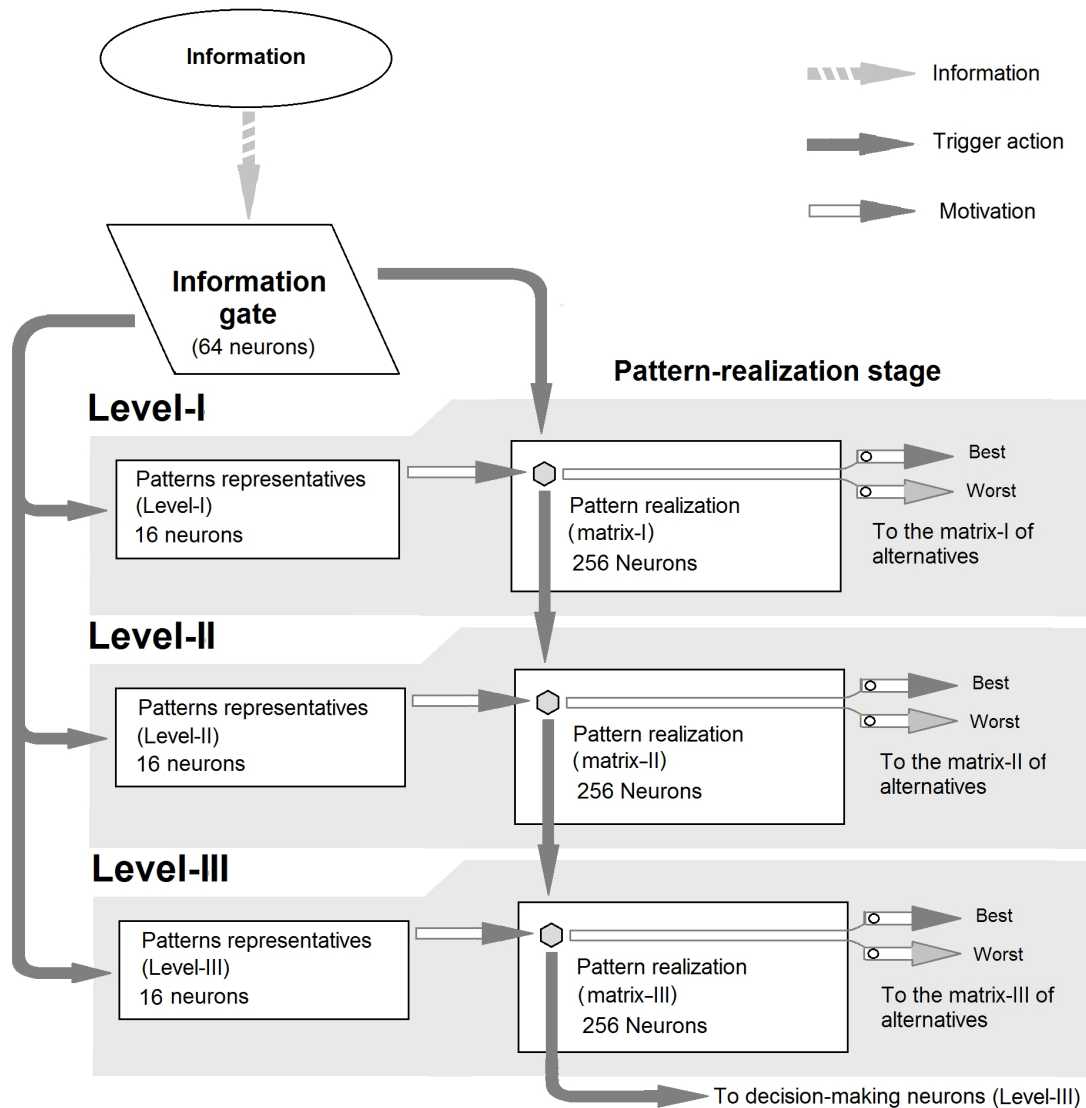 Information
Information
Trigger action
Motivation
Information
gate
(64 neurons)
Pattern-realization stage
Level-I
Patterns representatives
(Level-I)
16 neurons
Pattern realization
(matrix-I)
256 Neurons
Best
Worst
To the matrix-I of
alternatives
Level-II
Patterns representatives
(Level-II)
16 neurons
Pattern realization
(matrix-II)
256 Neurons
Best
Worst
To the matrix-II of
alternatives
Level-III
Patterns representatives
(Level-III)
16 neurons
Pattern realization
(matrix-III)
256 Neurons
Best
Worst
To the matrix-III of
alternatives
To decision-making neurons (Level-III)